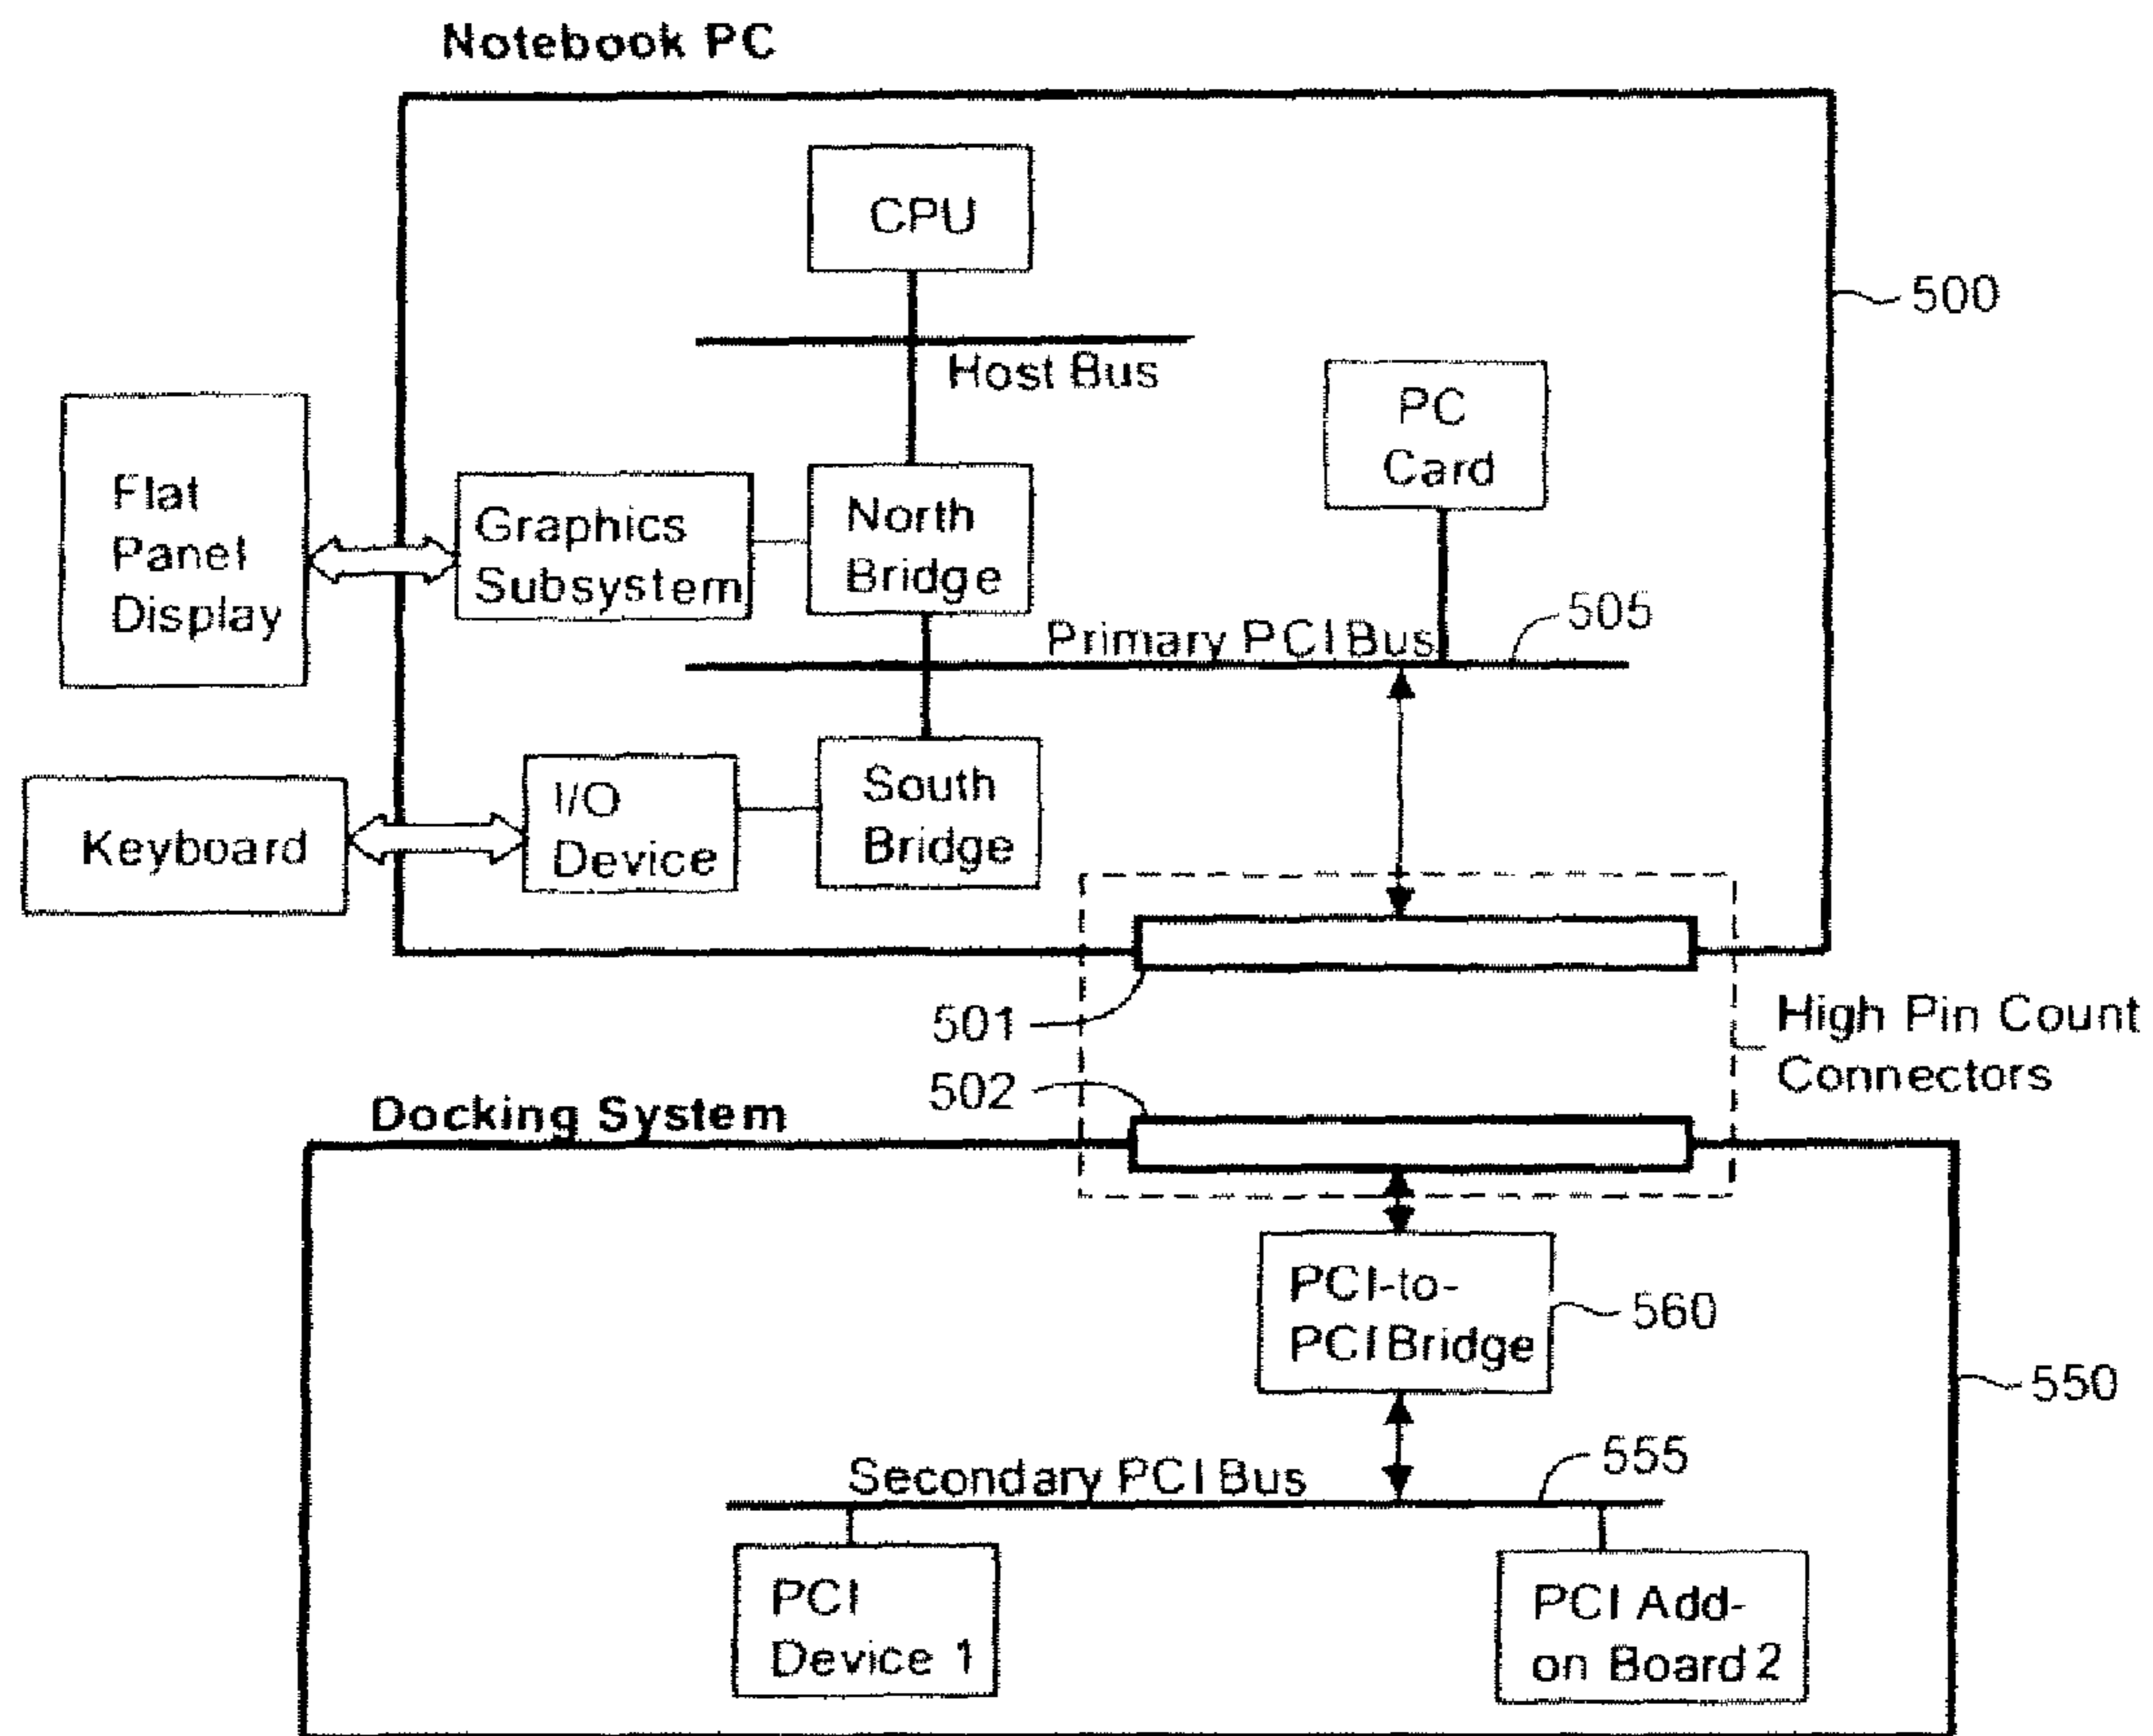 Notebook PC
CPU
500
Host Bus
PC
Card
Flat
Panel
Display
Graphics
Subsystem
North
Bridge
505
Primary PCI Bus
Keyboard
I/O
Device
South
Bridge
501
High Pin Count
Connectors
502
Docking System
PCI-to-
PCI Bridge
560
550
Secondary PCI Bus
555
PCI
Device 1
PCI Add-
on Board 2